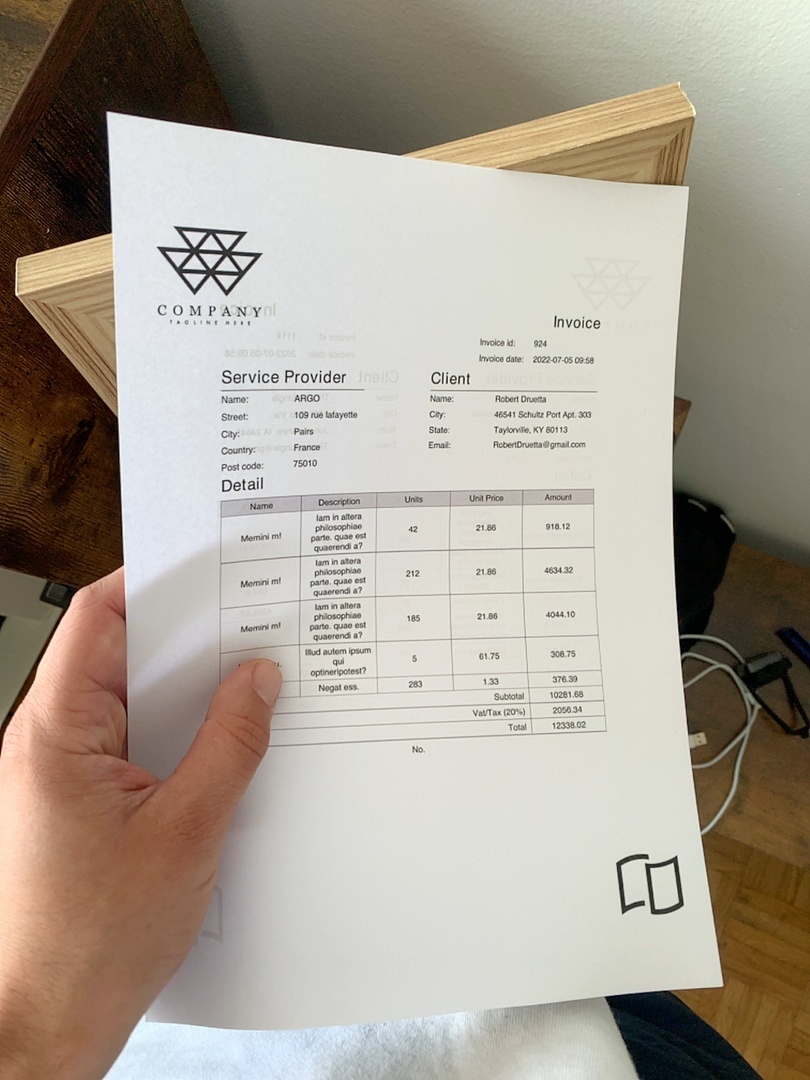 COMPANY
TAGLINE HERE
Invoice
Invoice id: 924
Invoice date: 2022-07-05 09:58
Service Provider
Name: ARGO
Street: 109 rue lafayette
City: Pairs
Country: France
Post code: 75010
Client
Name: Robert Druetta
City: 46541 Schultz Port Apt. 303
State: Taylorville, KY 80113
Email: RobertDruetta@gmail.com
Detail
Name Description Units Unit Price Amount
Memini m! Iam in altera philosophiae parte. quae est quaerendi a? 42 21.86 918.12
Memini m! Iam in altera philosophiae parte. quae est quaerendi a? 212 21.86 4634.32
Memini m! Iam in altera philosophiae parte. quae est quaerendi a? 185 21.86 4044.10
Illud autem ipsum qui optineripotest? 5 61.75 308.75
Negat ess. 283 1.33 376.39
Subtotal 10281.68
Vat/Tax (20%) 2056.34
Total 12338.02
No.